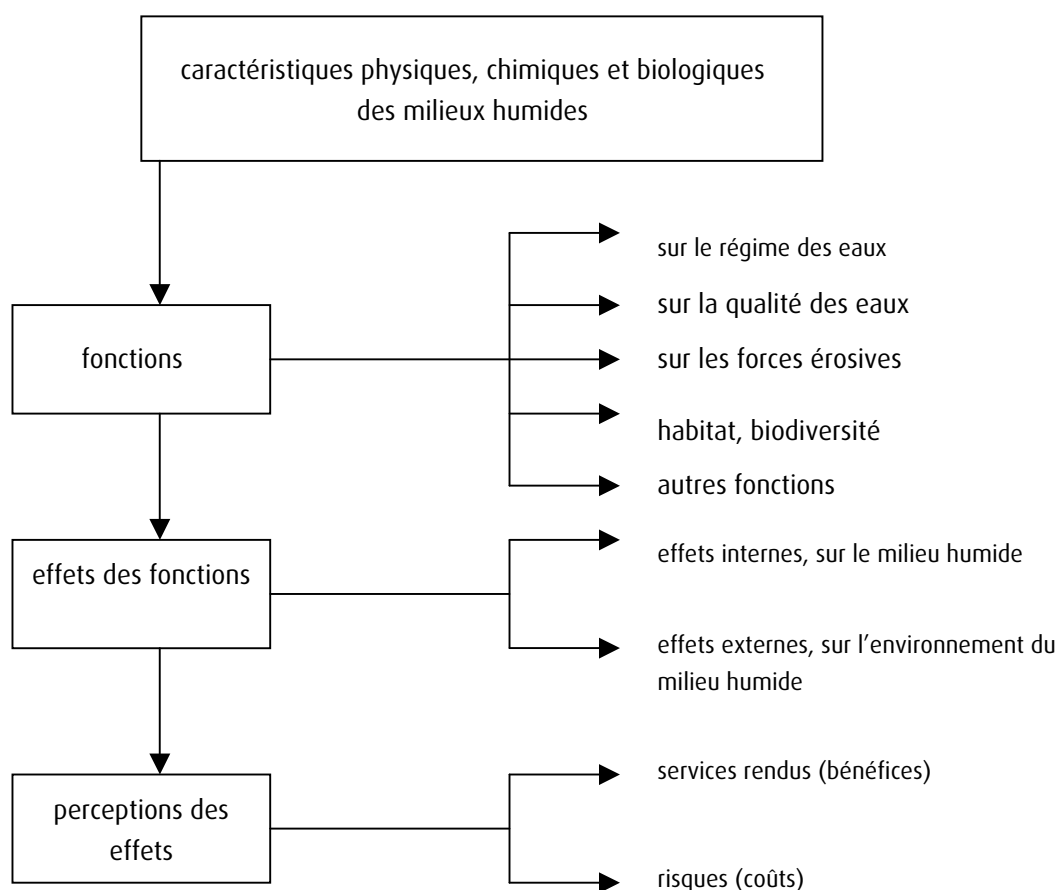 caractéristiques physiques, chimiques et biologiques
des milieux humides
sur le régime des eaux
sur la qualité des eaux
fonctions
sur les forces érosives
habitat, biodiversité
autres fonctions
effets internes, sur le milieu humide
effets des fonctions
effets externes, sur l'environnement du
milieu humide
services rendus (bénéfices)
perceptions des
effets
risques (coûts)